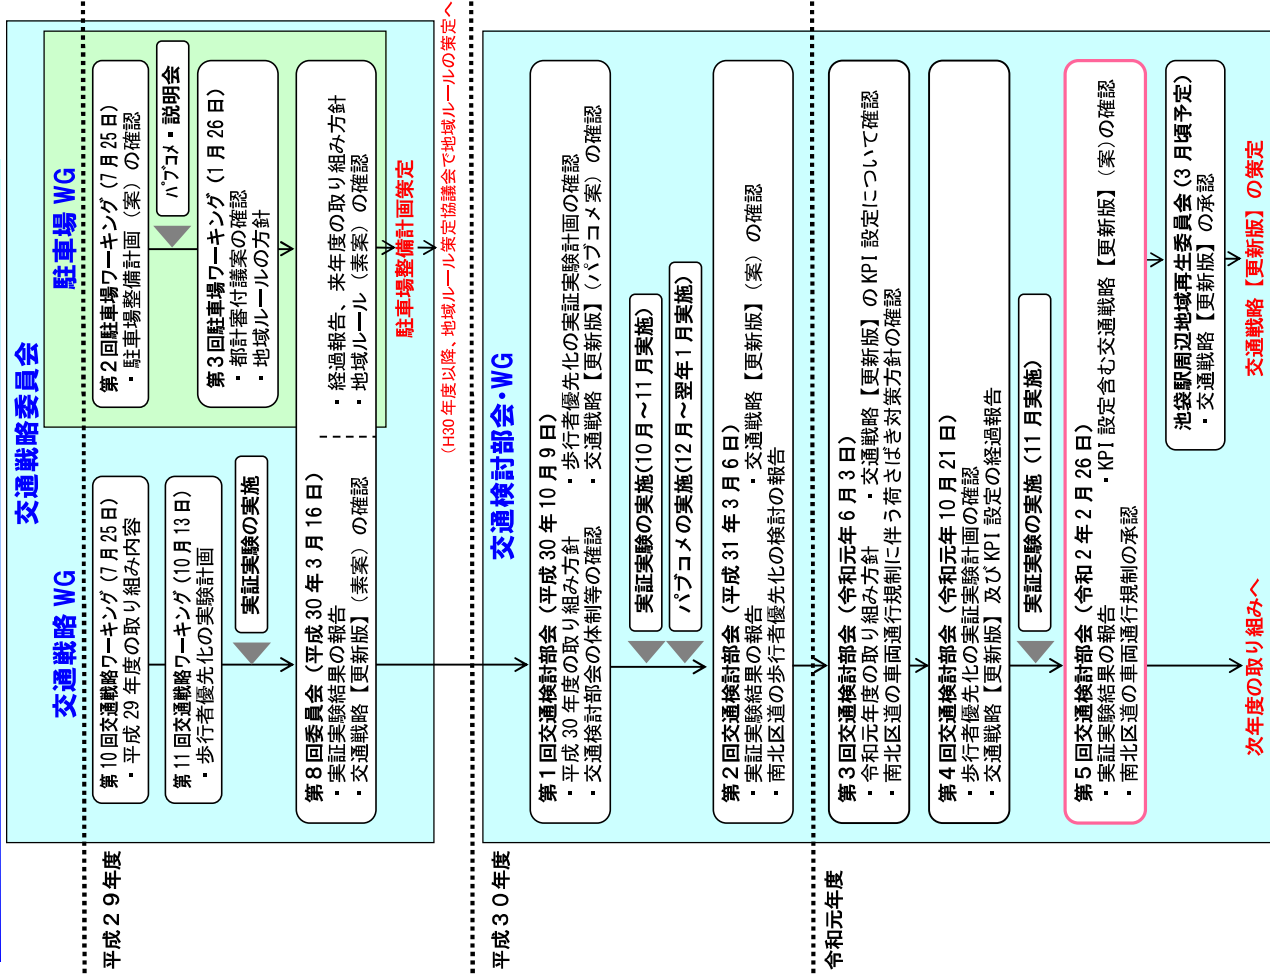 交通戦略委員会
交通戦略 WG
駐車場 WG
平成29年度
第10回交通戦略ワーキング(7月25日)
・平成29年度の取り組み内容
第11回交通戦略ワーキング(10月13日)
・歩行者優先化の実験計画
実証実験の実施
第2回駐車場ワーキング(7月25日)
・駐車場整備計画(案)の確認
パブコメ・説明会
第3回駐車場ワーキング(1月26日)
・都計審付議案の確認
・地域ルールの方針
第8回委員会(平成30年3月16日)
・実証実験結果の報告
・交通戦略【更新版】(素案)の確認
・経過報告、来年度の取り組み方針
・地域ルール(素案)の確認
駐車場整備計画策定
(H30年度以降、地域ルール策定協議会で地域ルールの策定へ
平成30年度
交通検討部会・WG
第1回交通検討部会(平成30年10月9日)
・平成30年度の取り組み方針 ・歩行者優先化の実証実験計画の確認
・交通検討部会の体制等の確認 ・交通戦略【更新版】(パブコメ案)の確認
実証実験の実施(10月~11月実施)
パブコメの実施(12月~翌年1月実施)
第2回交通検討部会(平成31年3月6日)
・実証実験結果の報告 ・交通戦略【更新版】(案)の確認
・南北区道の歩行者優先化の検討の報告
令和元年度
第3回交通検討部会(令和元年6月3日)
・令和元年度の取り組み方針 ・交通戦略【更新版】のKPI設定について確認
・南北区道の車両通行規制に伴う荷さばき対策方針の確認
第4回交通検討部会(令和元年10月21日)
・歩行者優先化の実証実験計画の確認
・交通戦略【更新版】及びKPI設定の経過報告
実証実験の実施(11月実施)
第5回交通検討部会(令和2年2月26日)
・実証実験結果の報告 ・KPI設定含む交通戦略【更新版】(案)の確認
・南北区道の車両通行規制の承認
池袋駅周辺地域再生委員会(3月頃予定)
・交通戦略【更新版】の承認
次年度の取り組みへ
交通戦略【更新版】の策定